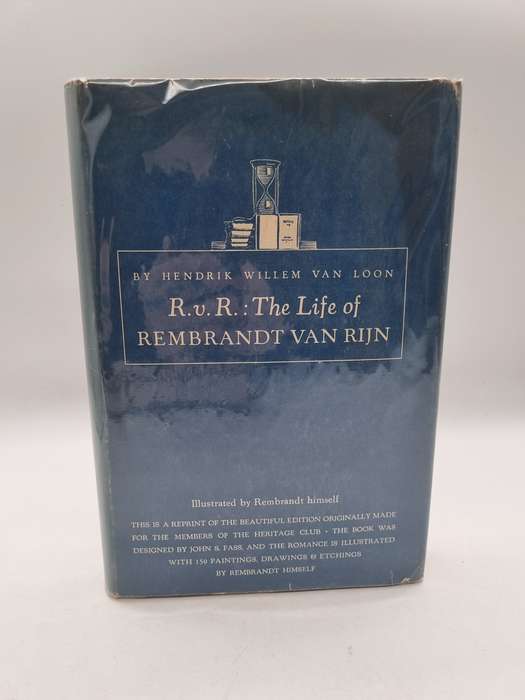 BY HENDRIK WILLEM VAN LOON
R.v.R.: The Life of
REMBRANDT VAN RIJN
Illustrated by Rembrandt himself
THIS IS A REPRINT OF THE BEAUTIFUL EDITION ORIGINALLY MADE
FOR THE MEMBERS OF THE HERITAGE CLUB · THE BOOK WAS
DESIGNED BY JOHN S. FASS, AND THE ROMANCE IS ILLUSTRATED
WITH 150 PAINTINGS, DRAWINGS & ETCHINGS
BY REMBRANDT HIMSELF